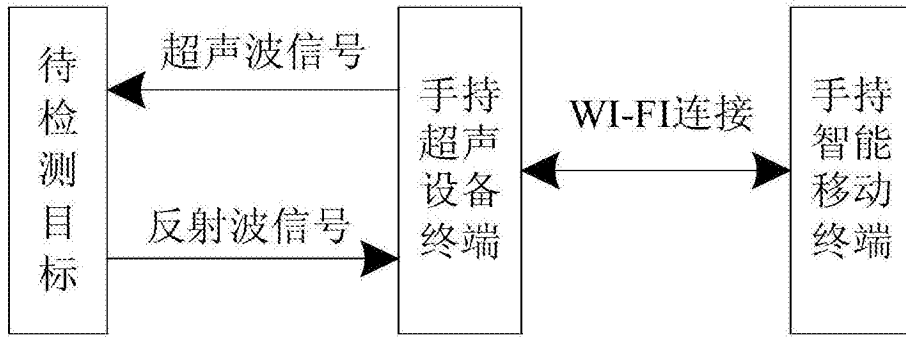 待
检
测
目
标
超声波信号
反射波信号
手持
超声
设备
终端
WI-FI连接
手持
智能
移动
终端